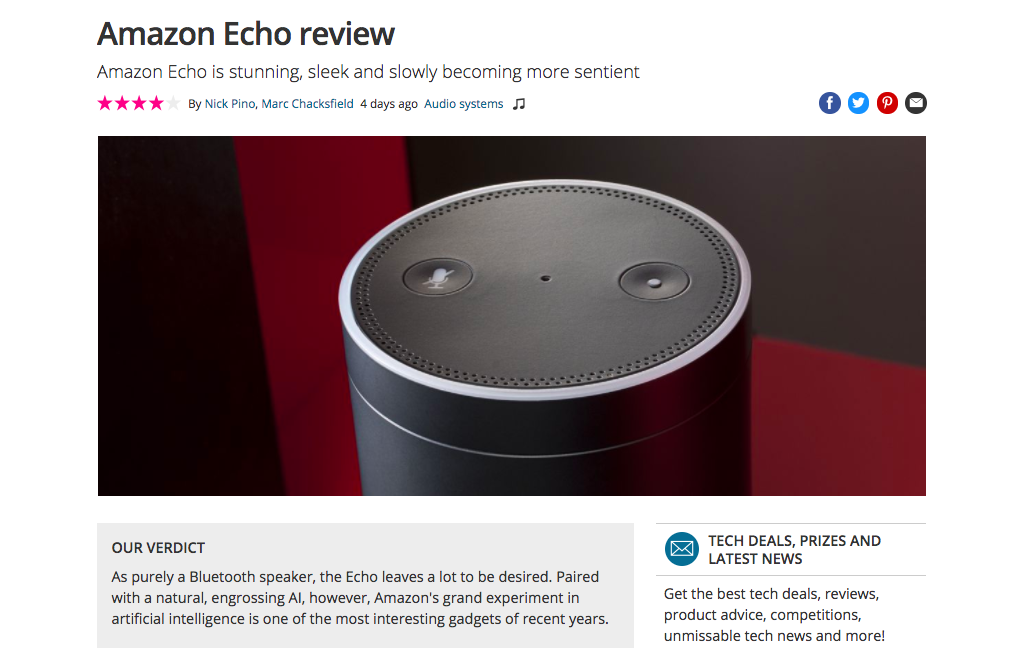 Amazon Echo review
Amazon Echo is stunning, sleek and slowly becoming more sentient
By Nick Pino, Marc Chacksfield 4 days ago Audio systems
OUR VERDICT
As purely a Bluetooth speaker, the Echo leaves a lot to be desired. Paired
with a natural, engrossing AI, however, Amazon's grand experiment in
artificial intelligence is one of the most interesting gadgets of recent years.
TECH DEALS, PRIZES AND
LATEST NEWS
Get the best tech deals, reviews,
product advice, competitions,
unmissable tech news and more!